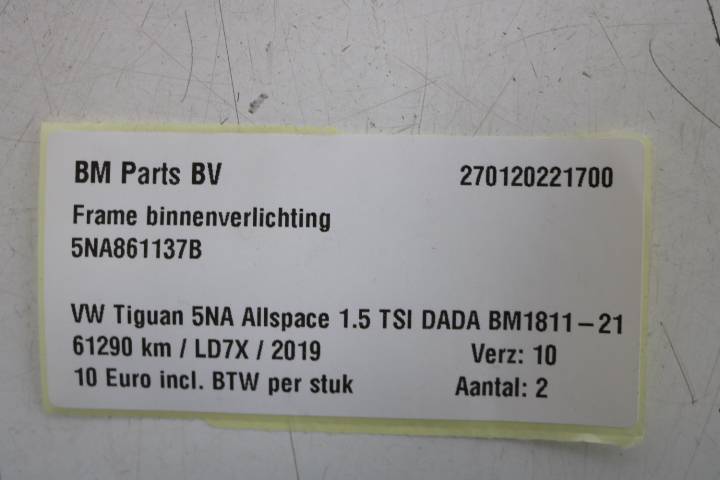 BM Parts BV 270120221700
Frame binnenverlichting
5NA861137B
VW Tiguan 5NA Allspace 1.5 TSI DADA BM1811-21
61290 km / LD7X / 2019 Verz: 10
10 Euro incl. BTW per stuk Aantal: 2